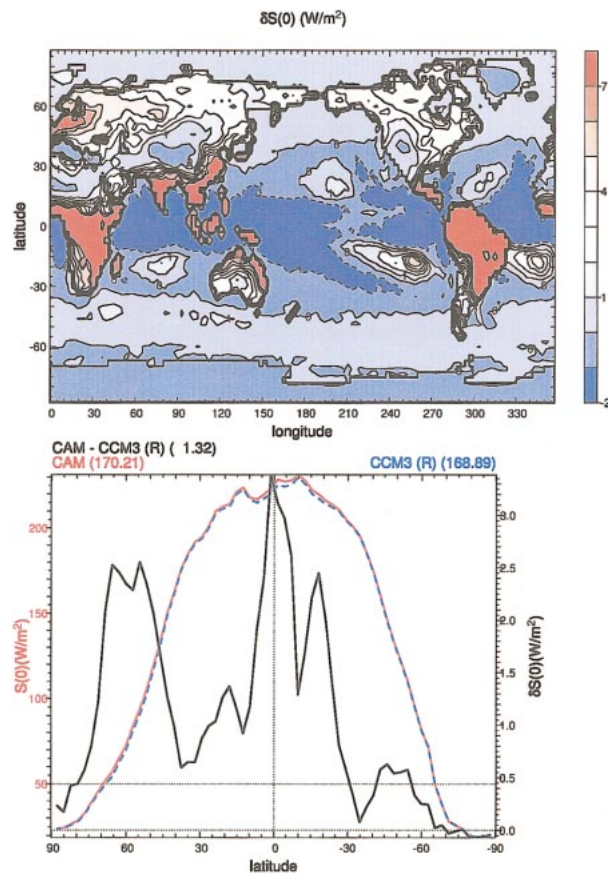 δS(0) (W/m²)
60
30
0
-30
-60
latitude
0 30 60 90 120 150 180 210 240 270 300 330
longitude
7
4
1
-2
CAM - CCM3 (R) ( 1.32)
CAM (170.21) CCM3 (R) (168.89)
200
150
100
50
S(0)(W/m²)
3.0
2.5
2.0
1.5
1.0
0.5
0.0
δS(0)(W/m²)
90 60 30 0 -30 -60 -90
latitude